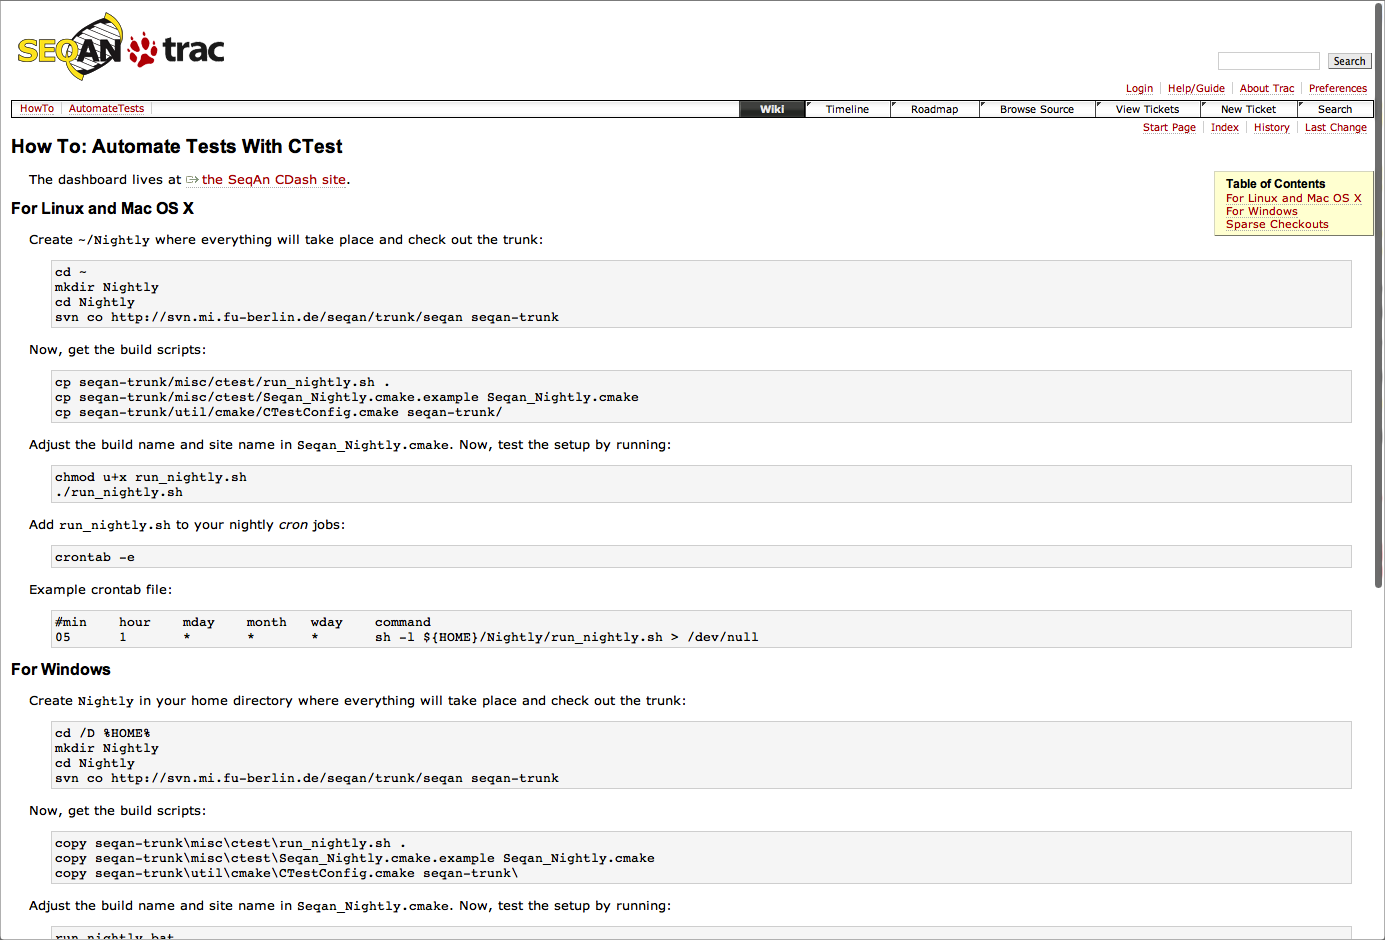 SEQAN trac
Search
Login Help/Guide About Trac Preferences
HowTo AutomateTests Wiki Timeline Roadmap Browse Source View Tickets New Ticket Search
Start Page Index History Last Change
How To: Automate Tests With CTest
The dashboard lives at the SeqAn CDash site.
Table of Contents
For Linux and Mac OS X
For Windows
Sparse Checkouts
For Linux and Mac OS X
Create ~/Nightly where everything will take place and check out the trunk:
cd ~
mkdir Nightly
cd Nightly
svn co http://svn.mi.fu-berlin.de/seqan/trunk/seqan seqan-trunk
Now, get the build scripts:
cp seqan-trunk/misc/ctest/run_nightly.sh .
cp seqan-trunk/misc/ctest/Seqan_Nightly.cmake.example Seqan_Nightly.cmake
cp seqan-trunk/util/cmake/CTestConfig.cmake seqan-trunk/
Adjust the build name and site name in Seqan_Nightly.cmake. Now, test the setup by running:
chmod u+x run_nightly.sh
./run_nightly.sh
Add run_nightly.sh to your nightly cron jobs:
crontab -e
Example crontab file:
#min hour mday month wday command
05 1 * * * sh -l ${HOME}/Nightly/run_nightly.sh > /dev/null
For Windows
Create Nightly in your home directory where everything will take place and check out the trunk:
cd /D %HOME%
mkdir Nightly
cd Nightly
svn co http://svn.mi.fu-berlin.de/seqan/trunk/seqan seqan-trunk
Now, get the build scripts:
copy seqan-trunk\misc\ctest\run_nightly.sh .
copy seqan-trunk\misc\ctest\Seqan_Nightly.cmake.example Seqan_Nightly.cmake
copy seqan-trunk\util\cmake\CTestConfig.cmake seqan-trunk\
Adjust the build name and site name in Seqan_Nightly.cmake. Now, test the setup by running:
run_nightly.bat